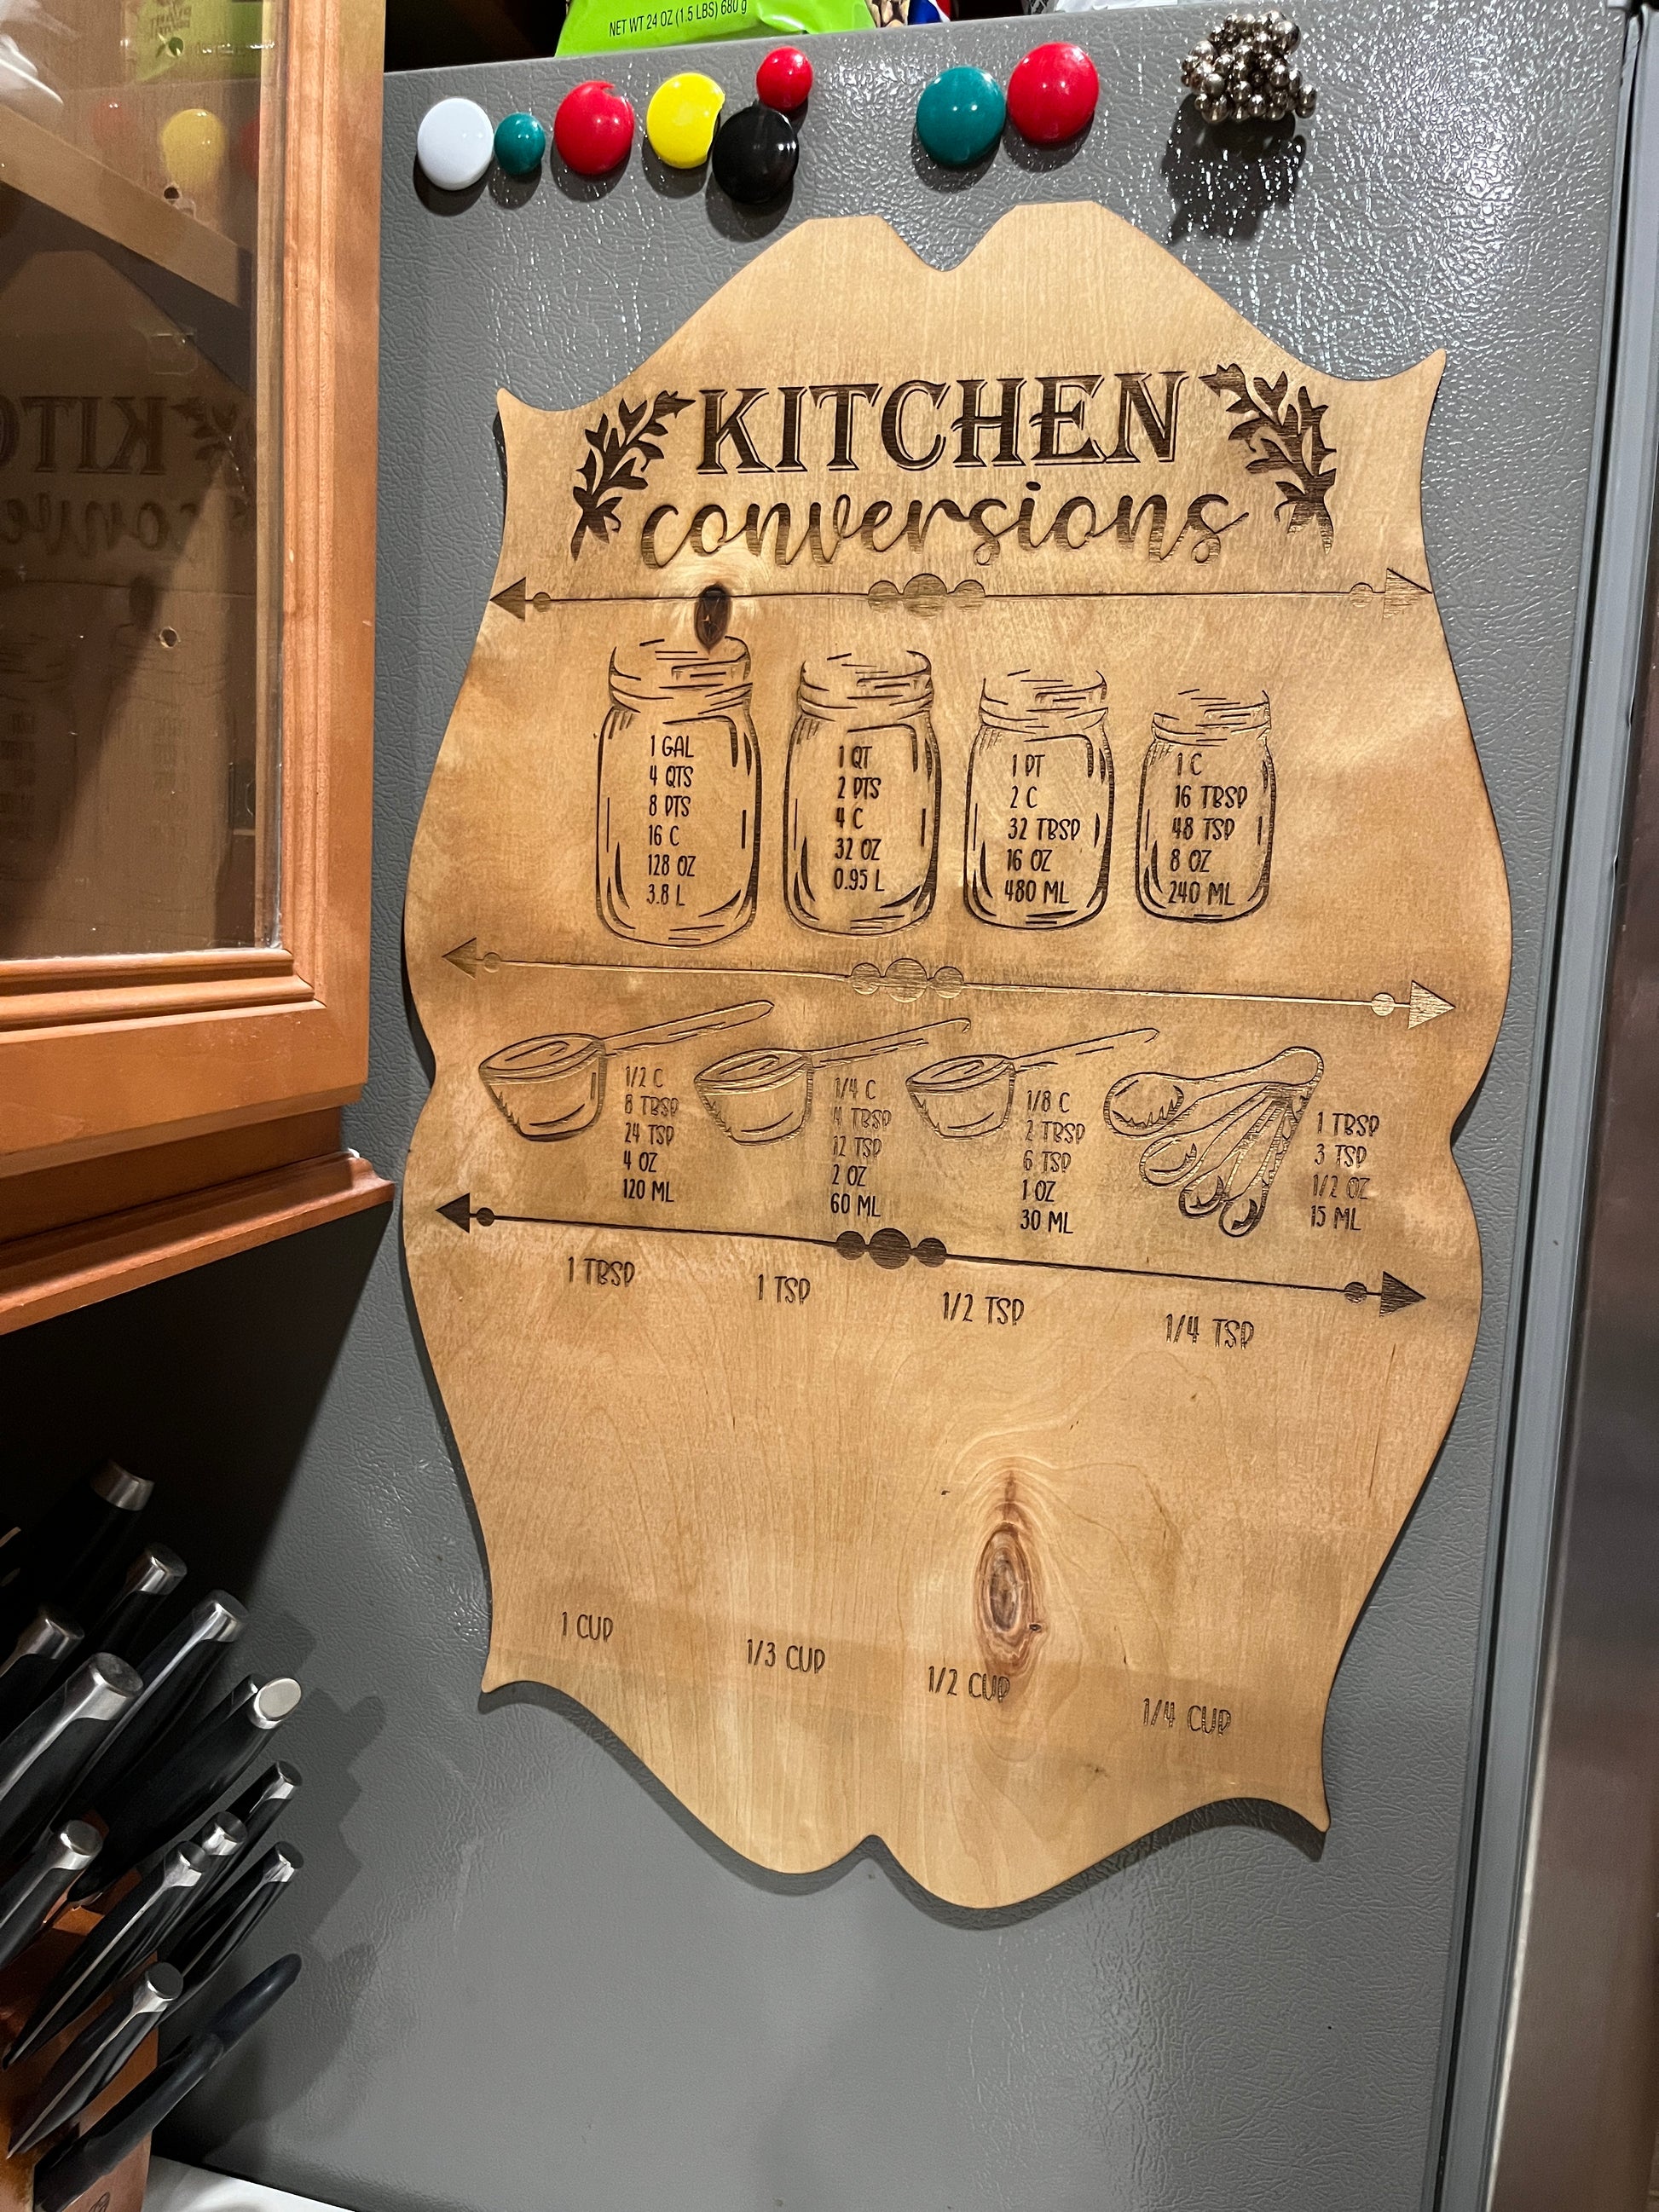 NET WT 24 OZ (1.5 LBS) 680 g
KITCHEN
conversions
1 GAL
4 QTS
8 PTS
16 C
128 OZ
3.8 L
1 QT
2 PTS
4 C
32 OZ
0.95 L
1 PT
2 C
32 TBSP
16 OZ
480 ML
1 C
16 TBSP
48 TSP
8 OZ
240 ML
1/2 C
8 TBSP
24 TSP
4 OZ
120 ML
1/4 C
4 TBSP
12 TSP
2 OZ
60 ML
1/8 C
2 TBSP
6 TSP
1 OZ
30 ML
1 TBSP
3 TSP
1/2 OZ
15 ML
1 TBSP
1 TSP
1/2 TSP
1/4 TSP
1 CUP
1/3 CUP
1/2 CUP
1/4 CUP